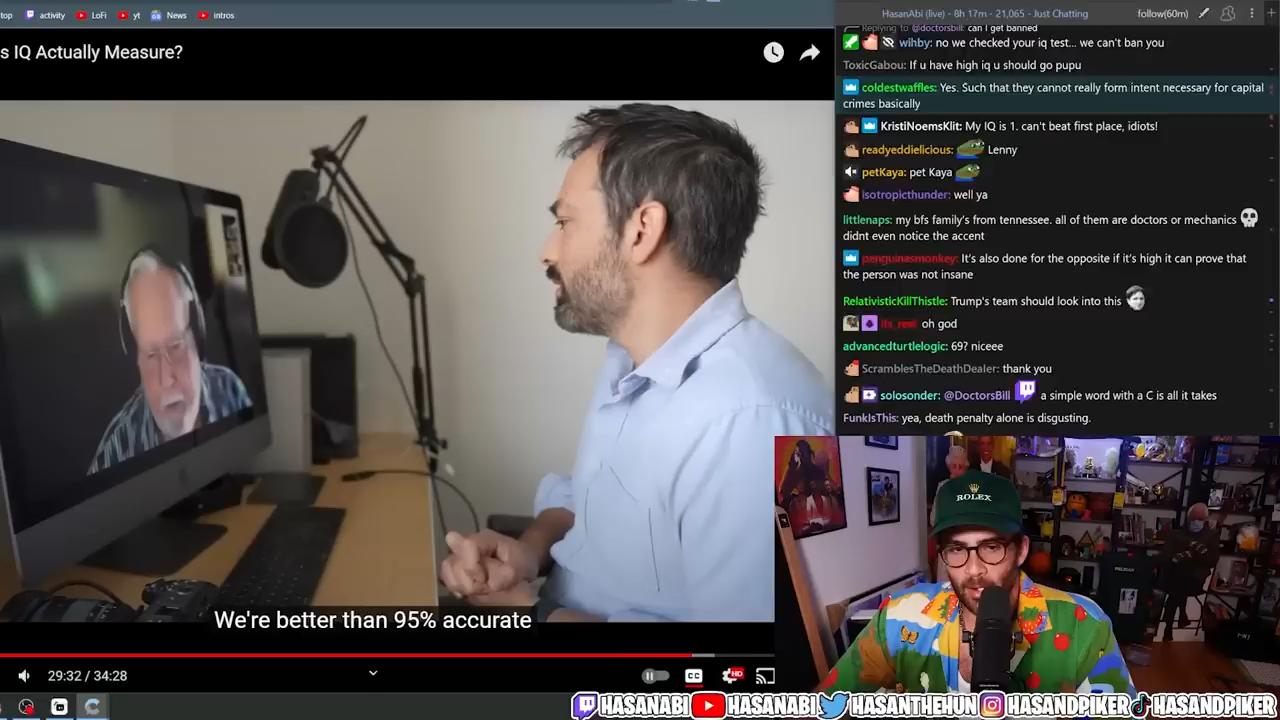 top
activity
LoFi
yt
News
intros
s IQ Actually Measure?
We're better than 95% accurate
29:32 / 34:28
CC
HD
HasanAbi (live) - 8h 17m - 21,065 - Just Chatting
follow(60m)
Replying to @doctorsbill: can I get banned
wihby: no we checked your iq test... we can't ban you
ToxicGabou: If u have high iq u should go pupu
coldestwaffles: Yes. Such that they cannot really form intent necessary for capital
crimes basically
KristiNoemsKlit: My IQ is 1. can't beat first place, idiots!
readyeddielicious: Lenny
petKaya: pet Kaya
isotropicthunder: well ya
littlenaps: my bfs family's from tennessee. all of them are doctors or mechanics
didnt even notice the accent
penguinasmonkey: It's also done for the opposite if it's high it can prove that
the person was not insane
RelativisticKillThistle: Trump's team should look into this
oh god
advancedturtlelogic: 69? niceee
ScramblesTheDeathDealer: thank you
solosonder: @DoctorsBill a simple word with a C is all it takes
FunkIsThis: yea, death penalty alone is disgusting.
ROLEX
HASANABI
HASANABI
HASANTHEHUN
HASANDPIKER
HASANDPIKER